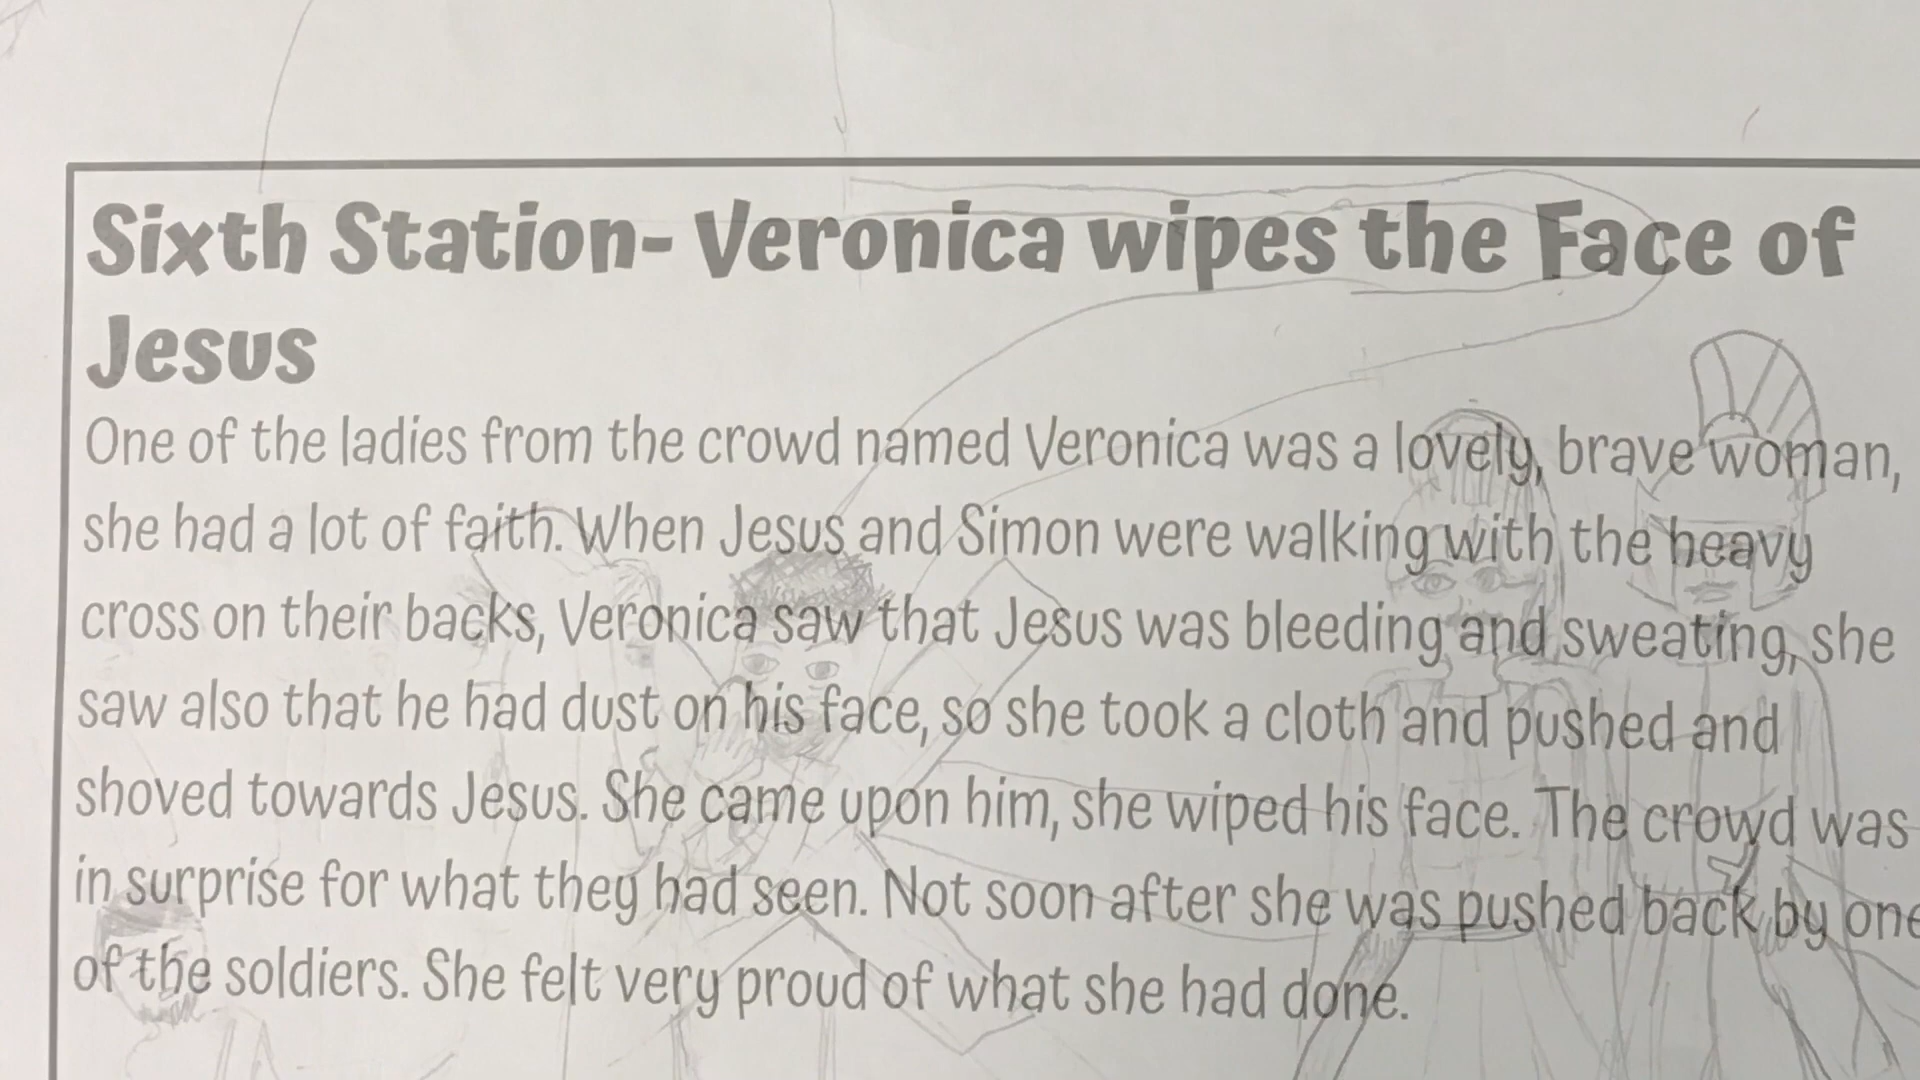 Sixth Station- Veronica wipes the Face of
Jesus
One of the ladies from the crowd named Veronica was a lovely, brave woman,
she had a lot of faith. When Jesus and Simon were walking with the heavy
cross on their backs, Veronica saw that Jesus was bleeding and sweating, she
saw also that he had dust on his face, so she took a cloth and pushed and
shoved towards Jesus. She came upon him, she wiped his face. The crowd was
in surprise for what they had seen. Not soon after she was pushed back by one
of the soldiers. She felt very proud of what she had done.